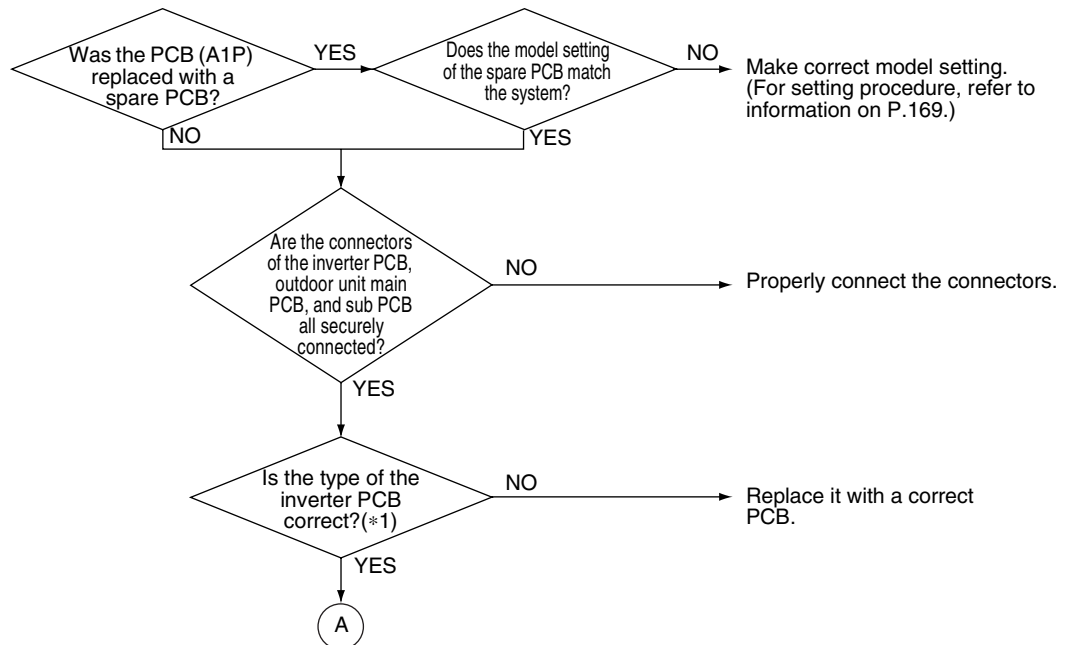 Was the PCB (A1P)
replaced with a
spare PCB?
YES
Does the model setting
of the spare PCB match
the system?
NO
Make correct model setting.
(For setting procedure, refer to
information on P.169.)
NO
YES
Are the connectors
of the inverter PCB,
outdoor unit main
PCB, and sub PCB
all securely
connected?
NO
Properly connect the connectors.
YES
Is the type of the
inverter PCB
correct?(*1)
NO
Replace it with a correct
PCB.
YES
A